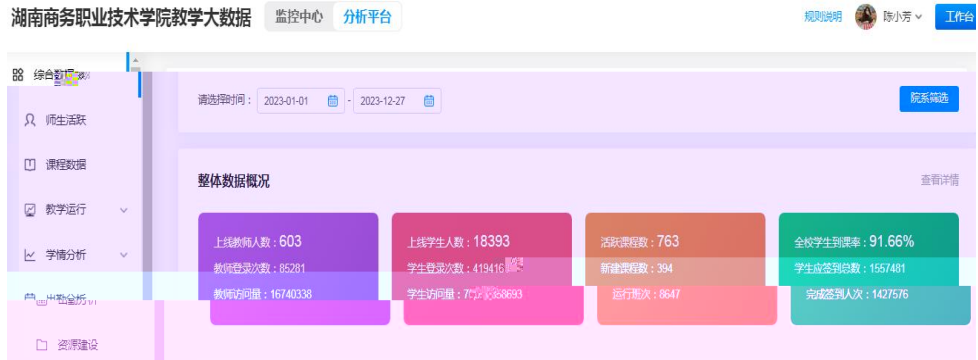 湖南商务职业技术学院教学大数据 监控中心 分析平台 规则说明 陈小芳 工作台
综合数据
师生活跃
课程数据
教学运行
学情分析
出勤分析
资源建设
请选择时间: 2023-01-01 - 2023-12-27 院系筛选
整体数据概况 查看详情
上线教师人数:603
教师登录次数:85281
教师访问量:16740338
上线学生人数:18393
学生登录次数:419416
学生访问量:
活跃课程数:763
新建课程数:394
运行班次:8647
全校学生到课率:91.66%
学生应签到总数:1557481
完成签到人次:1427576